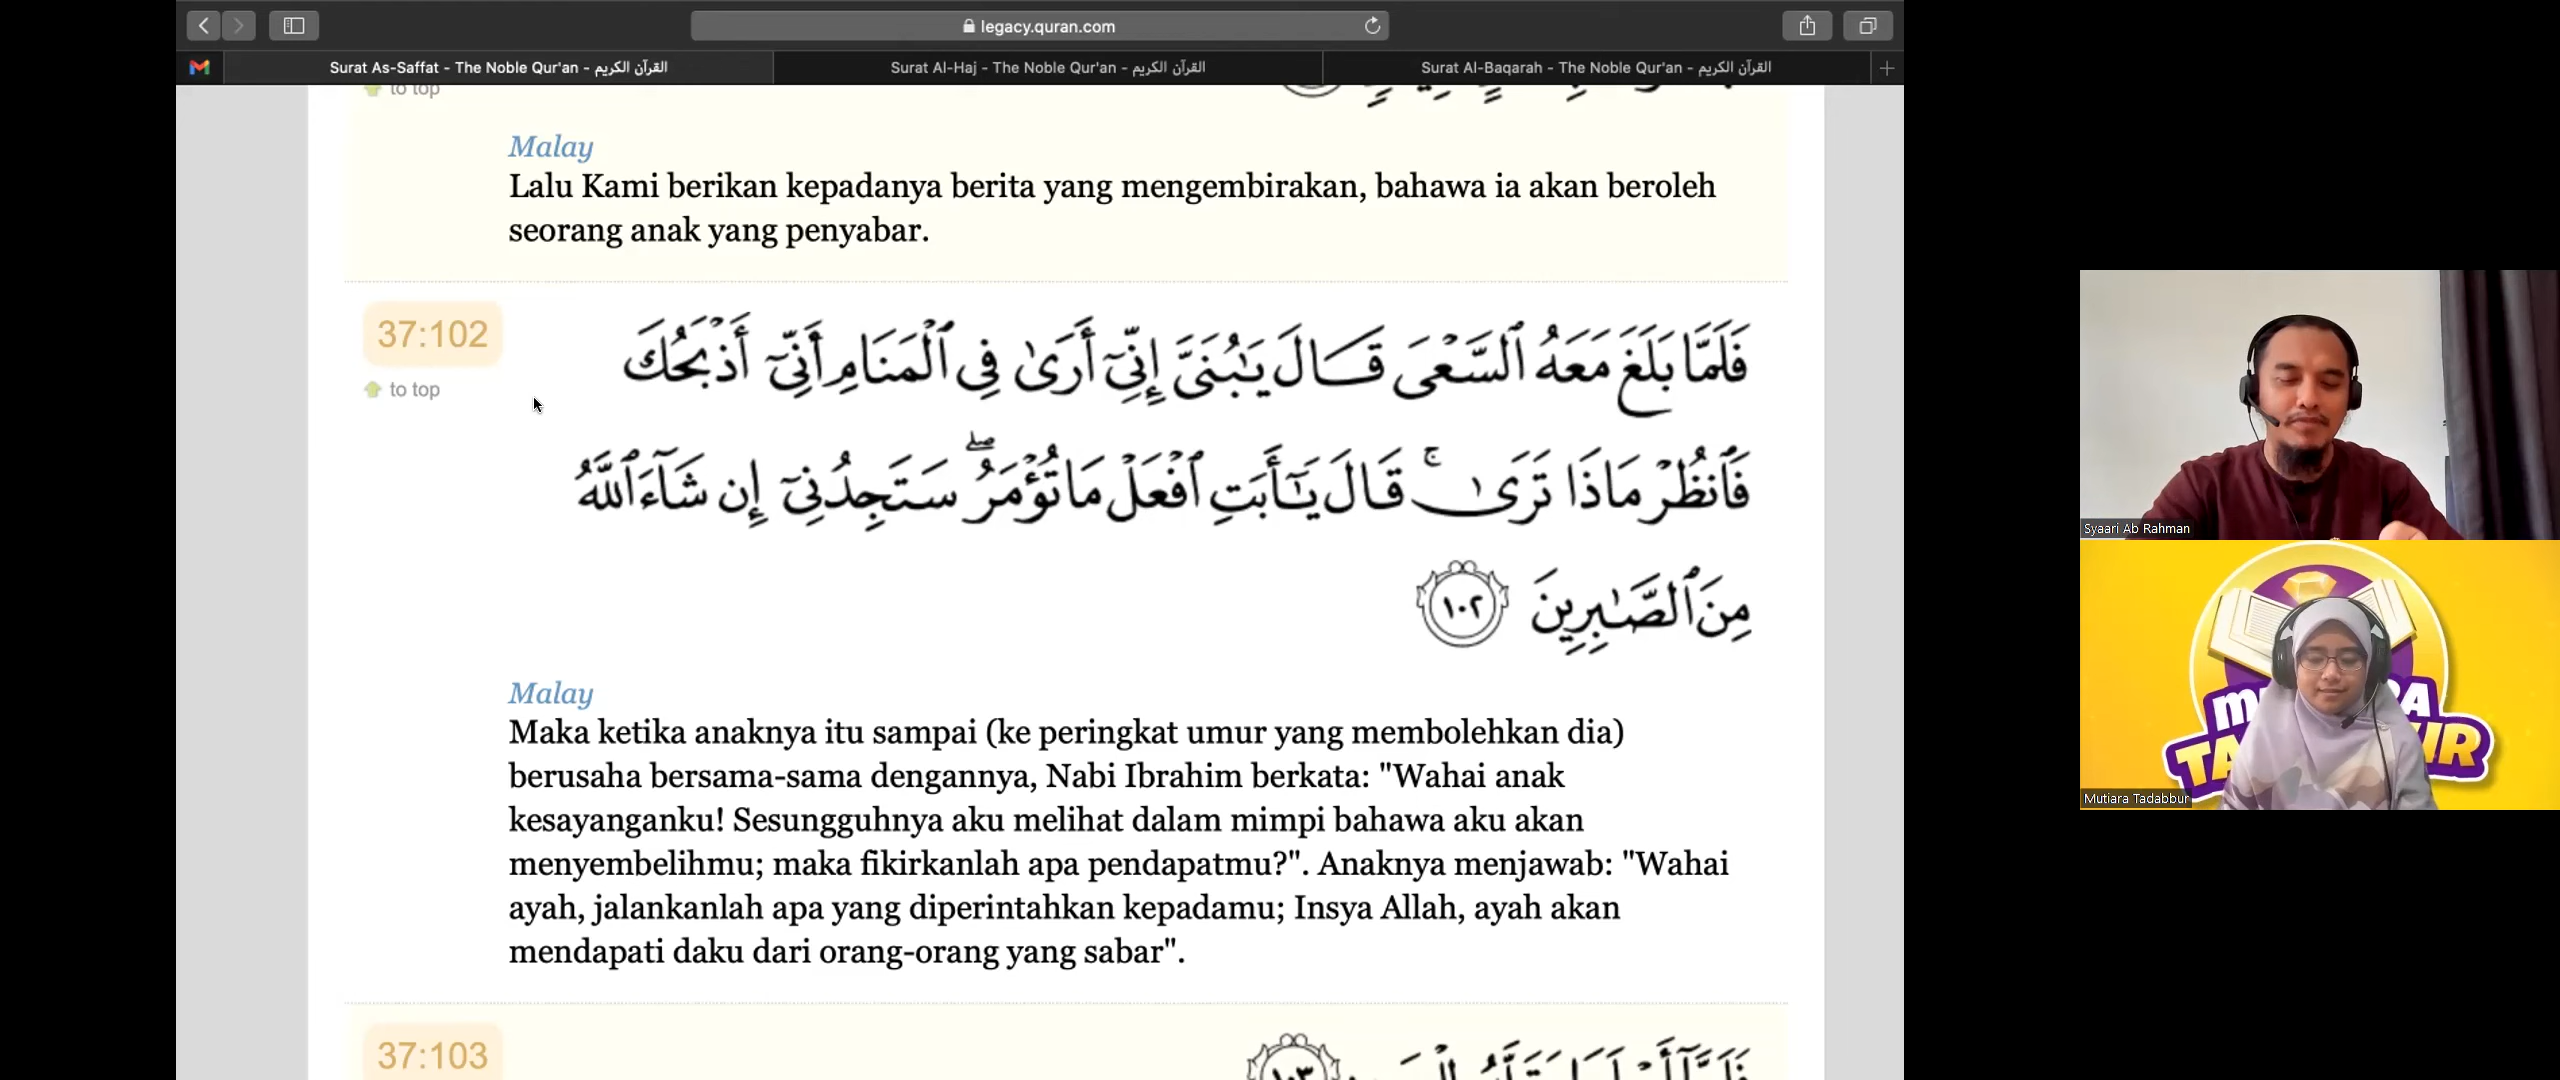 legacy.quran.com
Surat As-Saffat - The Noble Qur'an - القرآن الكريم
Surat Al-Haj - The Noble Qur'an - القرآن الكريم
Surat Al-Baqarah - The Noble Qur'an - القرآن الكريم
to top
Malay
Lalu Kami berikan kepadanya berita yang mengembirakan, bahawa ia akan beroleh
seorang anak yang penyabar.
37:102
to top
فَلَمَّا بَلَغَ مَعَهُ ٱلسَّعْىَ قَالَ يَٰبُنَىَّ إِنِّىٓ أَرَىٰ فِى ٱلْمَنَامِ أَنِّىٓ أَذْبَحُكَ
فَٱنظُرْ مَاذَا تَرَىٰ ۚ قَالَ يَٰٓأَبَتِ ٱفْعَلْ مَا تُؤْمَرُ ۖ سَتَجِدُنِىٓ إِن شَآءَ ٱللَّهُ
مِنَ ٱلصَّٰبِرِينَ ١٠٢
Malay
Maka ketika anaknya itu sampai (ke peringkat umur yang membolehkan dia)
berusaha bersama-sama dengannya, Nabi Ibrahim berkata: "Wahai anak
kesayanganku! Sesungguhnya aku melihat dalam mimpi bahawa aku akan
menyembelihmu; maka fikirkanlah apa pendapatmu?". Anaknya menjawab: "Wahai
ayah, jalankanlah apa yang diperintahkan kepadamu; Insya Allah, ayah akan
mendapati daku dari orang-orang yang sabar".
37:103
Syaari Ab Rahman
Mutiara Tadabbur